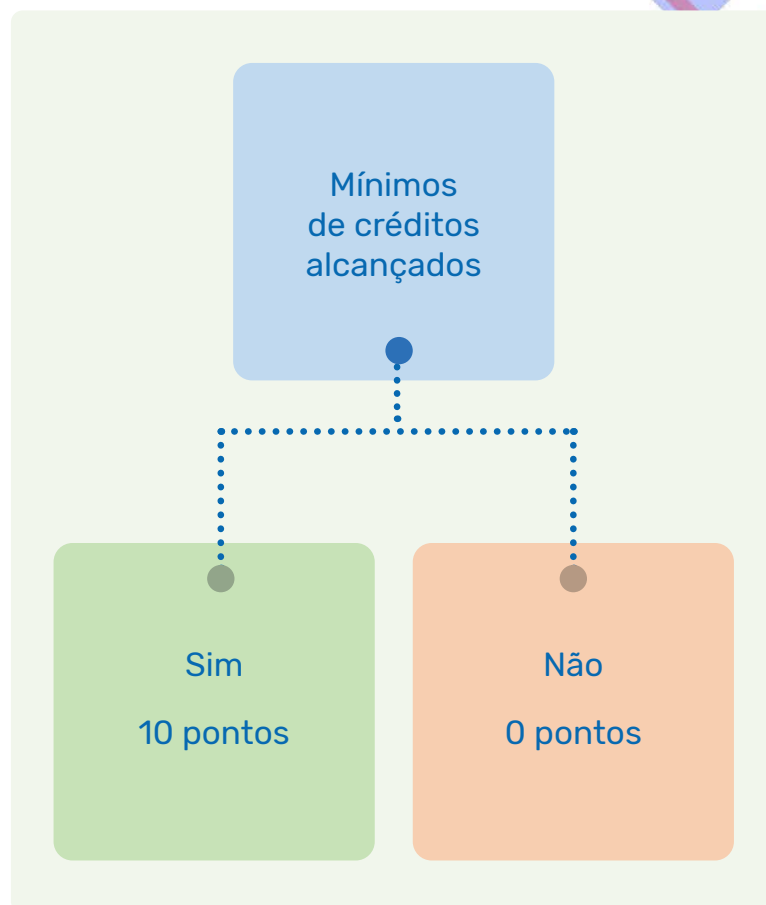 Mínimos
de créditos
alcançados
Sim
10 pontos
Não
0 pontos